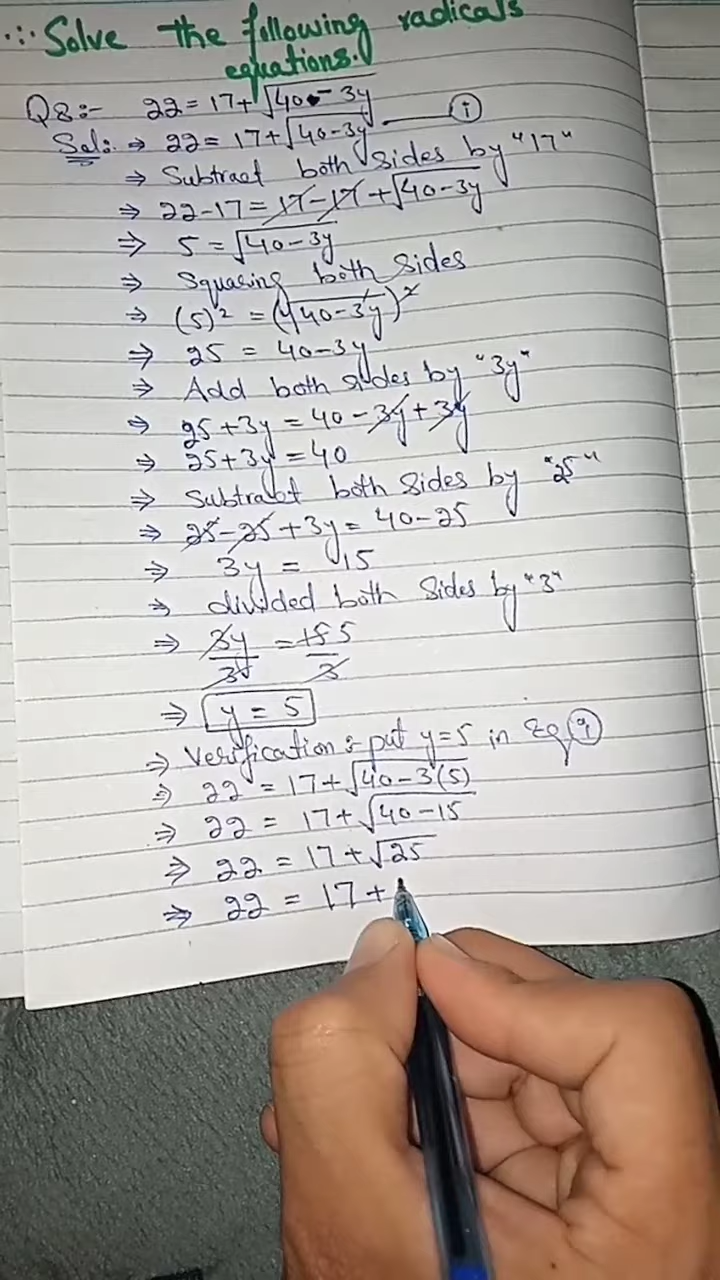 ∴ Solve the following radicals
equations.
Q8:- 22 = 17+√40 - 3y
Sol: ⇒ 22 = 17+√40-3y —— (i)
⇒ Subtract both sides by "17"
⇒ 22-17 = 17-17+√40-3y
⇒ 5 = √40-3y
⇒ Squaring both sides
⇒ (5)² = (√40-3y)²
⇒ 25 = 40-3y
⇒ Add both sides by "3y"
⇒ 25+3y = 40-3y+3y
⇒ 25+3y = 40
⇒ Subtract both sides by "25"
⇒ 25-25+3y = 40-25
⇒ 3y = 15
⇒ divided both sides by "3"
⇒ 3y/3 = 15/3 5
⇒ y = 5
⇒ Verification: put y=5 in Eq (i)
⇒ 22 = 17+√40-3(5)
⇒ 22 = 17+√40-15
⇒ 22 = 17+√25
⇒ 22 = 17+